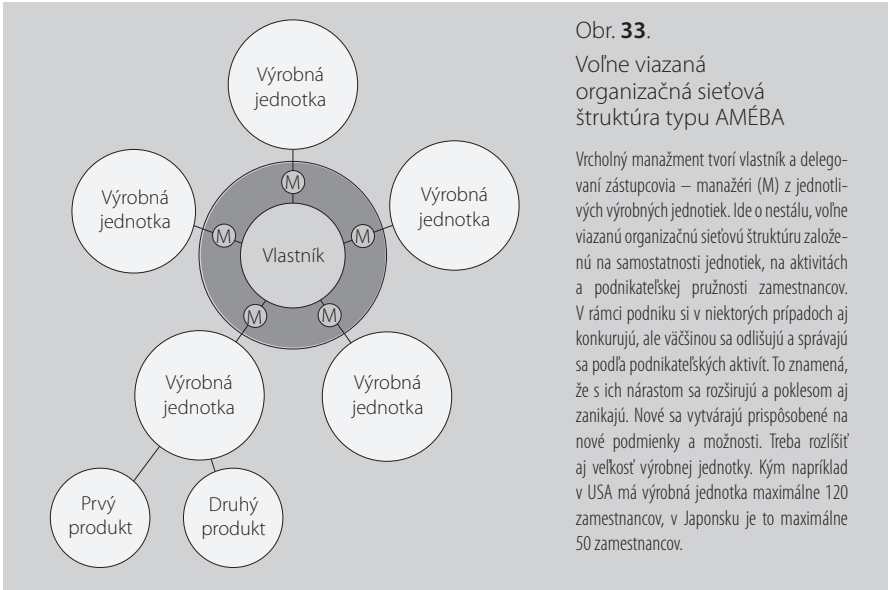 Výrobná
jednotka
Výrobná
jednotka
Výrobná
jednotka
M
M
M
Vlastník
M
M
Výrobná
jednotka
Výrobná
jednotka
Prvý
produkt
Druhý
produkt
Obr. 33.
Voľne viazaná
organizačná sieťová
štruktúra typu AMÉBA
Vrcholný manažment tvorí vlastník a delego-
vaní zástupcovia – manažéri (M) z jednotli-
vých výrobných jednotiek. Ide o nestálu, voľne
viazanú organizačnú sieťovú štruktúru založe-
nú na samostatnosti jednotiek, na aktivitách
a podnikateľskej pružnosti zamestnancov.
V rámci podniku si v niektorých prípadoch aj
konkurujú, ale väčšinou sa odlišujú a správajú
sa podľa podnikateľských aktivít. To znamená,
že s ich nárastom sa rozširujú a poklesom aj
zanikajú. Nové sa vytvárajú prispôsobené na
nové podmienky a možnosti. Treba rozlíšiť
aj veľkosť výrobnej jednotky. Kým napríklad
v USA má výrobná jednotka maximálne 120
zamestnancov, v Japonsku je to maximálne
50 zamestnancov.